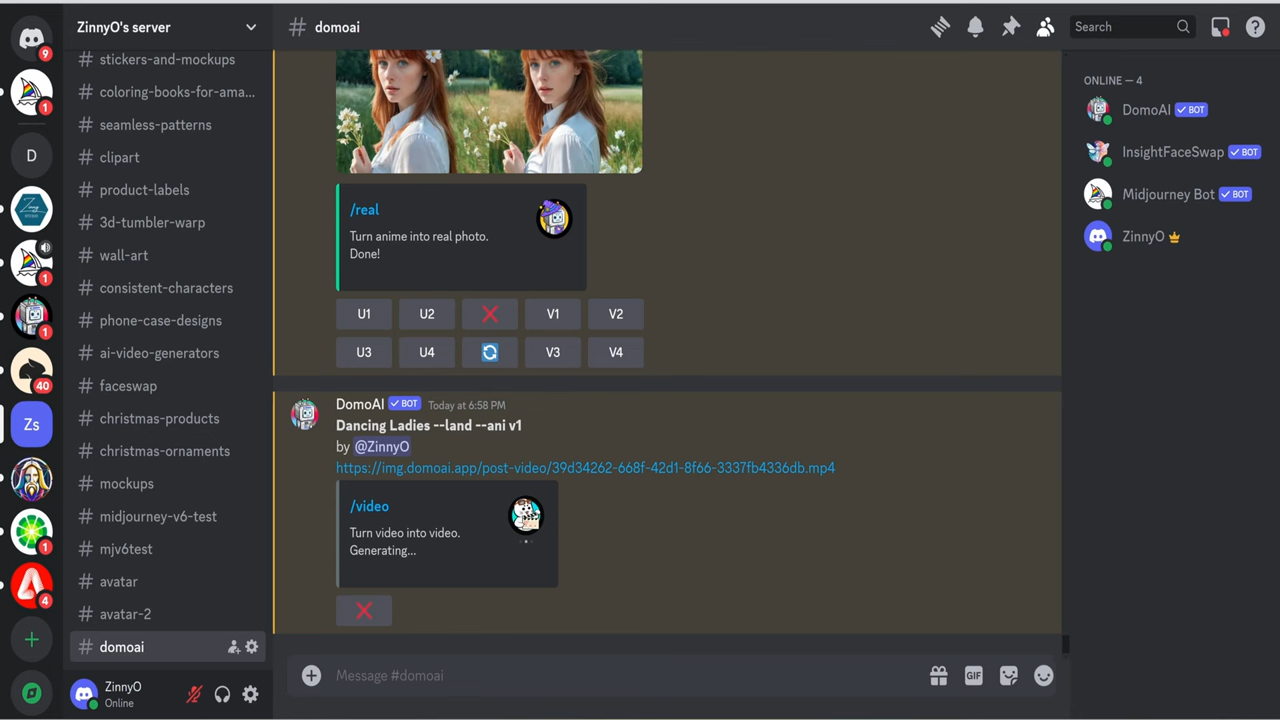 9
1
D
1
1
40
Zs
1
4
ZinnyO's server
# stickers-and-mockups
# coloring-books-for-ama...
# seamless-patterns
# clipart
# product-labels
# 3d-tumbler-warp
# wall-art
# consistent-characters
# phone-case-designs
# ai-video-generators
# faceswap
# christmas-products
# christmas-ornaments
# mockups
# midjourney-v6-test
# mjv6test
# avatar
# avatar-2
# domoai
ZinnyO
Online
# domoai
Search
/real
Turn anime into real photo.
Done!
U1 U2 V1 V2
U3 U4 V3 V4
DomoAI BOT Today at 6:58 PM
Dancing Ladies --land --ani v1
by @ZinnyO
https://img.domoai.app/post-video/39d34262-668f-42d1-8f66-3337fb4336db.mp4
/video
Turn video into video.
Generating...
Message #domoai
GIF
ONLINE — 4
DomoAI BOT
InsightFaceSwap BOT
Midjourney Bot BOT
ZinnyO